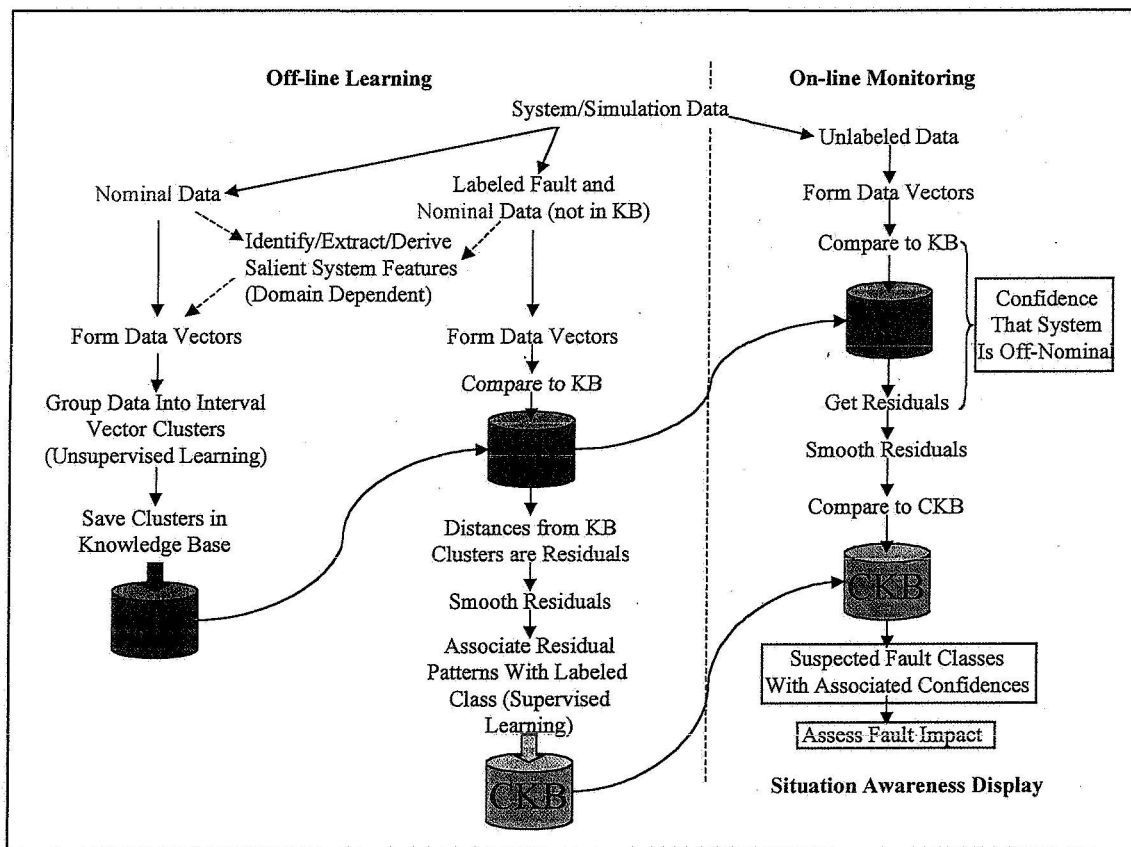 Off-line Learning
On-line Monitoring
System/Simulation Data
Unlabeled Data
Nominal Data
Labeled Fault and
Nominal Data (not in KB)
Form Data Vectors
Identify/Extract/Derive
Salient System Features
(Domain Dependent)
Compare to KB
Confidence
That System
Is Off-Nominal
Form Data Vectors
Form Data Vectors
Compare to KB
Group Data Into Interval
Vector Clusters
(Unsupervised Learning)
Get Residuals
Smooth Residuals
Save Clusters in
Knowledge Base
Distances from KB
Clusters are Residuals
Compare to CKB
CKB
Smooth Residuals
Associate Residual
Patterns With Labeled
Class (Supervised
Learning)
Suspected Fault Classes
With Associated Confidences
Assess Fault Impact
CKB
Situation Awareness Display